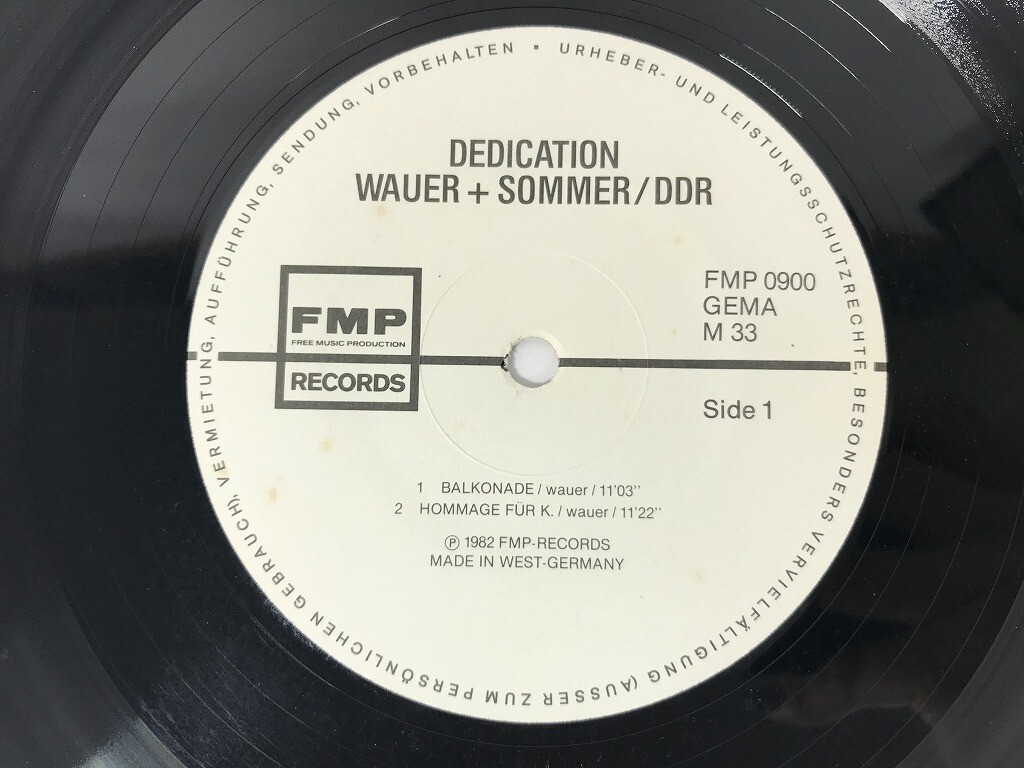 DEDICATION
WAUER + SOMMER / DDR
FMP
FREE MUSIC PRODUCTION
RECORDS
FMP 0900
GEMA
M 33
Side 1
1 BALKONADE / wauer / 11'03"
2 HOMMAGE FÜR K. / wauer / 11'22"
℗ 1982 FMP-RECORDS
MADE IN WEST-GERMANY
URHEBER- UND LEISTUNGSSCHUTZRECHTE, BESONDERS VERVIELFÄLTIGUNG (AUSSER ZUM PERSÖNLICHEN GEBRAUCH), VERMIETUNG, AUFFÜHRUNG, SENDUNG, VORBEHALTEN ▪